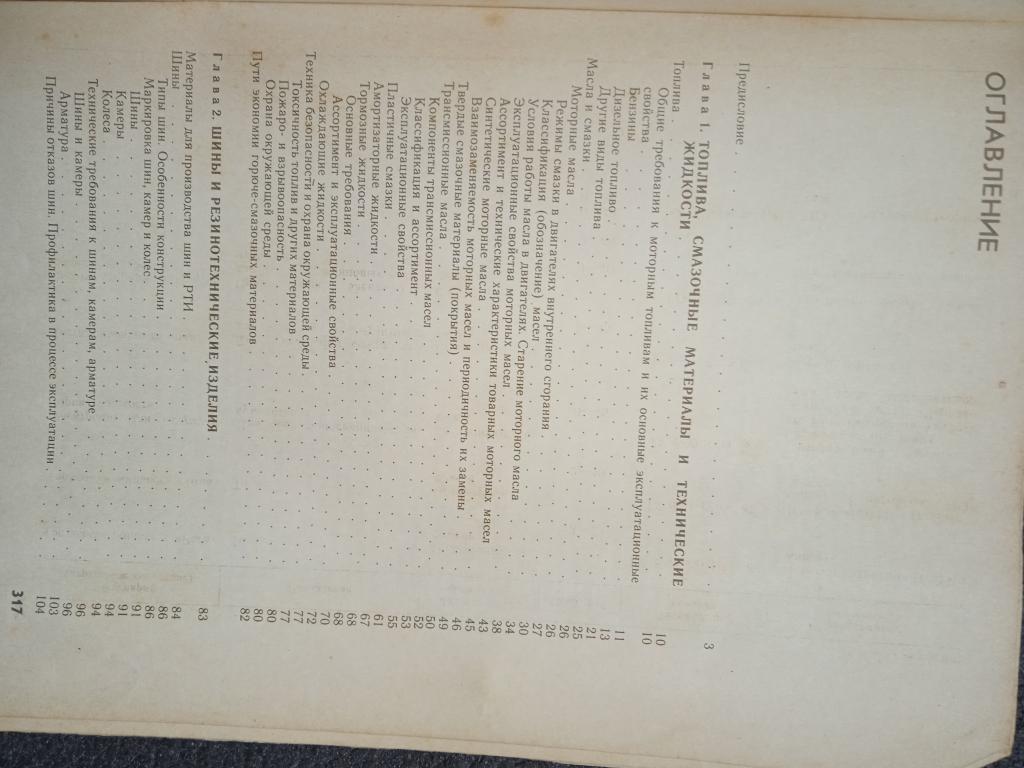 ОГЛАВЛЕНИЕ
Предисловие . . . 3
Глава 1. ТОПЛИВА, СМАЗОЧНЫЕ МАТЕРИАЛЫ И ТЕХНИЧЕСКИЕ
ЖИДКОСТИ . . . 10
Топлива . . . 10
Общие требования к моторным топливам и их основные эксплуатационные
свойства . . . 11
Бензины . . . 13
Дизельное топливо . . . 21
Другие виды топлива . . . 25
Масла и смазки . . . 26
Моторные масла . . . 26
Режимы смазки в двигателях внутреннего сгорания . . . 27
Классификация (обозначение) масел . . . 30
Условия работы масла в двигателях. Старение моторного масла . . . 34
Эксплуатационные свойства моторных масел . . . 38
Ассортимент и технические характеристики товарных моторных масел . . . 43
Синтетические моторные масла . . . 45
Взаимозаменяемость моторных масел и периодичность их замены . . . 46
Твердые смазочные материалы (покрытия) . . . 49
Трансмиссионные масла . . . 50
Компоненты трансмиссионных масел . . . 52
Классификация и ассортимент . . . 53
Эксплуатационные свойства . . . 55
Пластичные смазки . . . 61
Амортизаторные жидкости . . . 67
Тормозные жидкости . . . 68
Основные требования . . . 68
Ассортимент и эксплуатационные свойства . . . 70
Охлаждающие жидкости . . . 72
Техника безопасности и охрана окружающей среды . . . 77
Токсичность топлив и других материалов . . . 77
Пожаро- и взрывоопасность . . . 80
Охрана окружающей среды . . . 80
Пути экономии горюче-смазочных материалов . . . 82
Глава 2. ШИНЫ И РЕЗИНОТЕХНИЧЕСКИЕ ИЗДЕЛИЯ . . . 83
Материалы для производства шин и РТИ . . . 84
Шины . . . 86
Типы шин. Особенности конструкции . . . 86
Маркировка шин, камер и колес . . . 91
Шины . . . 91
Камеры . . . 94
Колеса . . . 94
Технические требования к шинам, камерам, арматуре . . . 96
Шины и камеры . . . 96
Арматура . . . 103
Причины отказов шин. Профилактика в процессе эксплуатации . . . 104
317